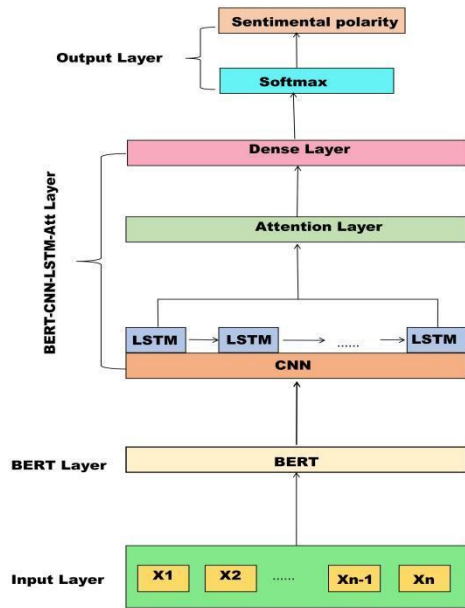 Sentimental polarity
Output Layer
Softmax
Dense Layer
BERT-CNN-LSTM-Att Layer
Attention Layer
LSTM LSTM ...... LSTM
CNN
BERT Layer
BERT
Input Layer
X1 X2 ...... Xn-1 Xn